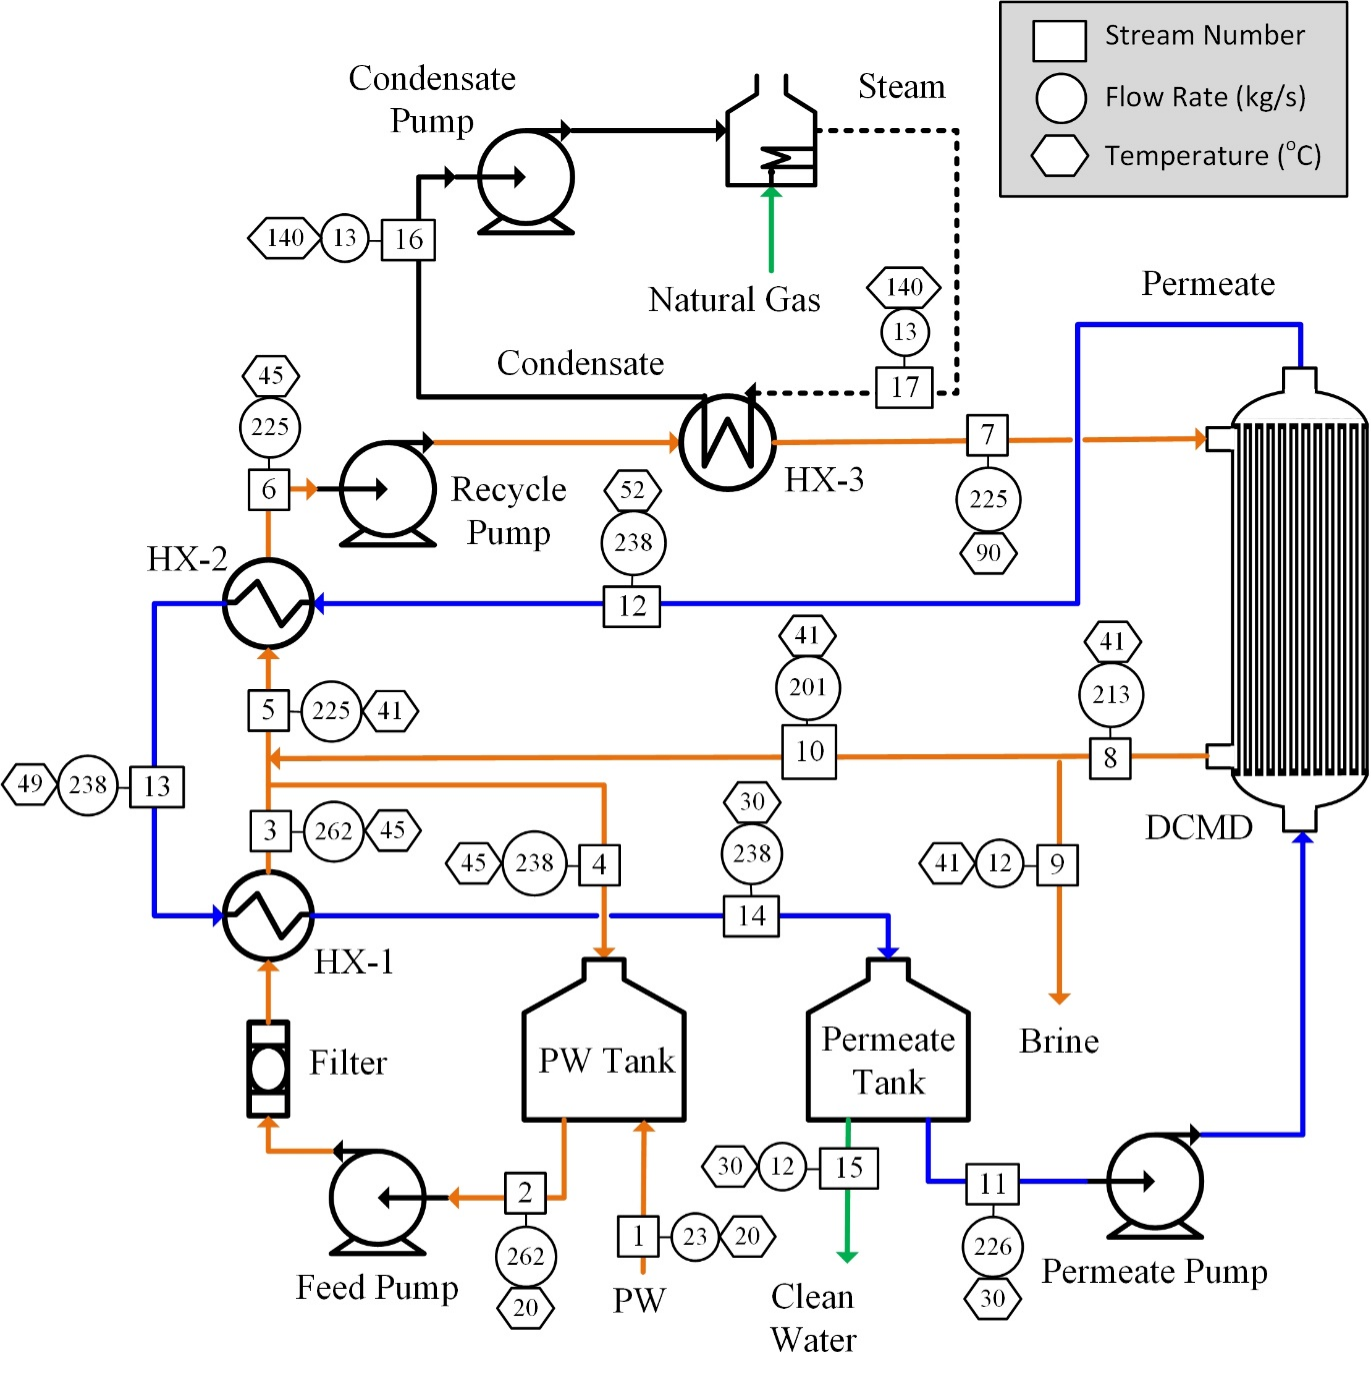 Stream Number
Flow Rate (kg/s)
Temperature (°C)
Condensate
Pump
Steam
140
13
16
Natural Gas
140
13
17
Permeate
Condensate
45
225
6
Recycle
Pump
HX-3
7
225
90
52
238
12
HX-2
41
201
10
41
213
8
5
225
41
49
238
13
3
262
45
30
238
14
45
238
4
41
12
9
DCMD
HX-1
Filter
PW Tank
Permeate
Tank
Brine
2
262
20
1
23
20
PW
30
12
15
11
226
30
Feed Pump
Clean
Water
Permeate Pump